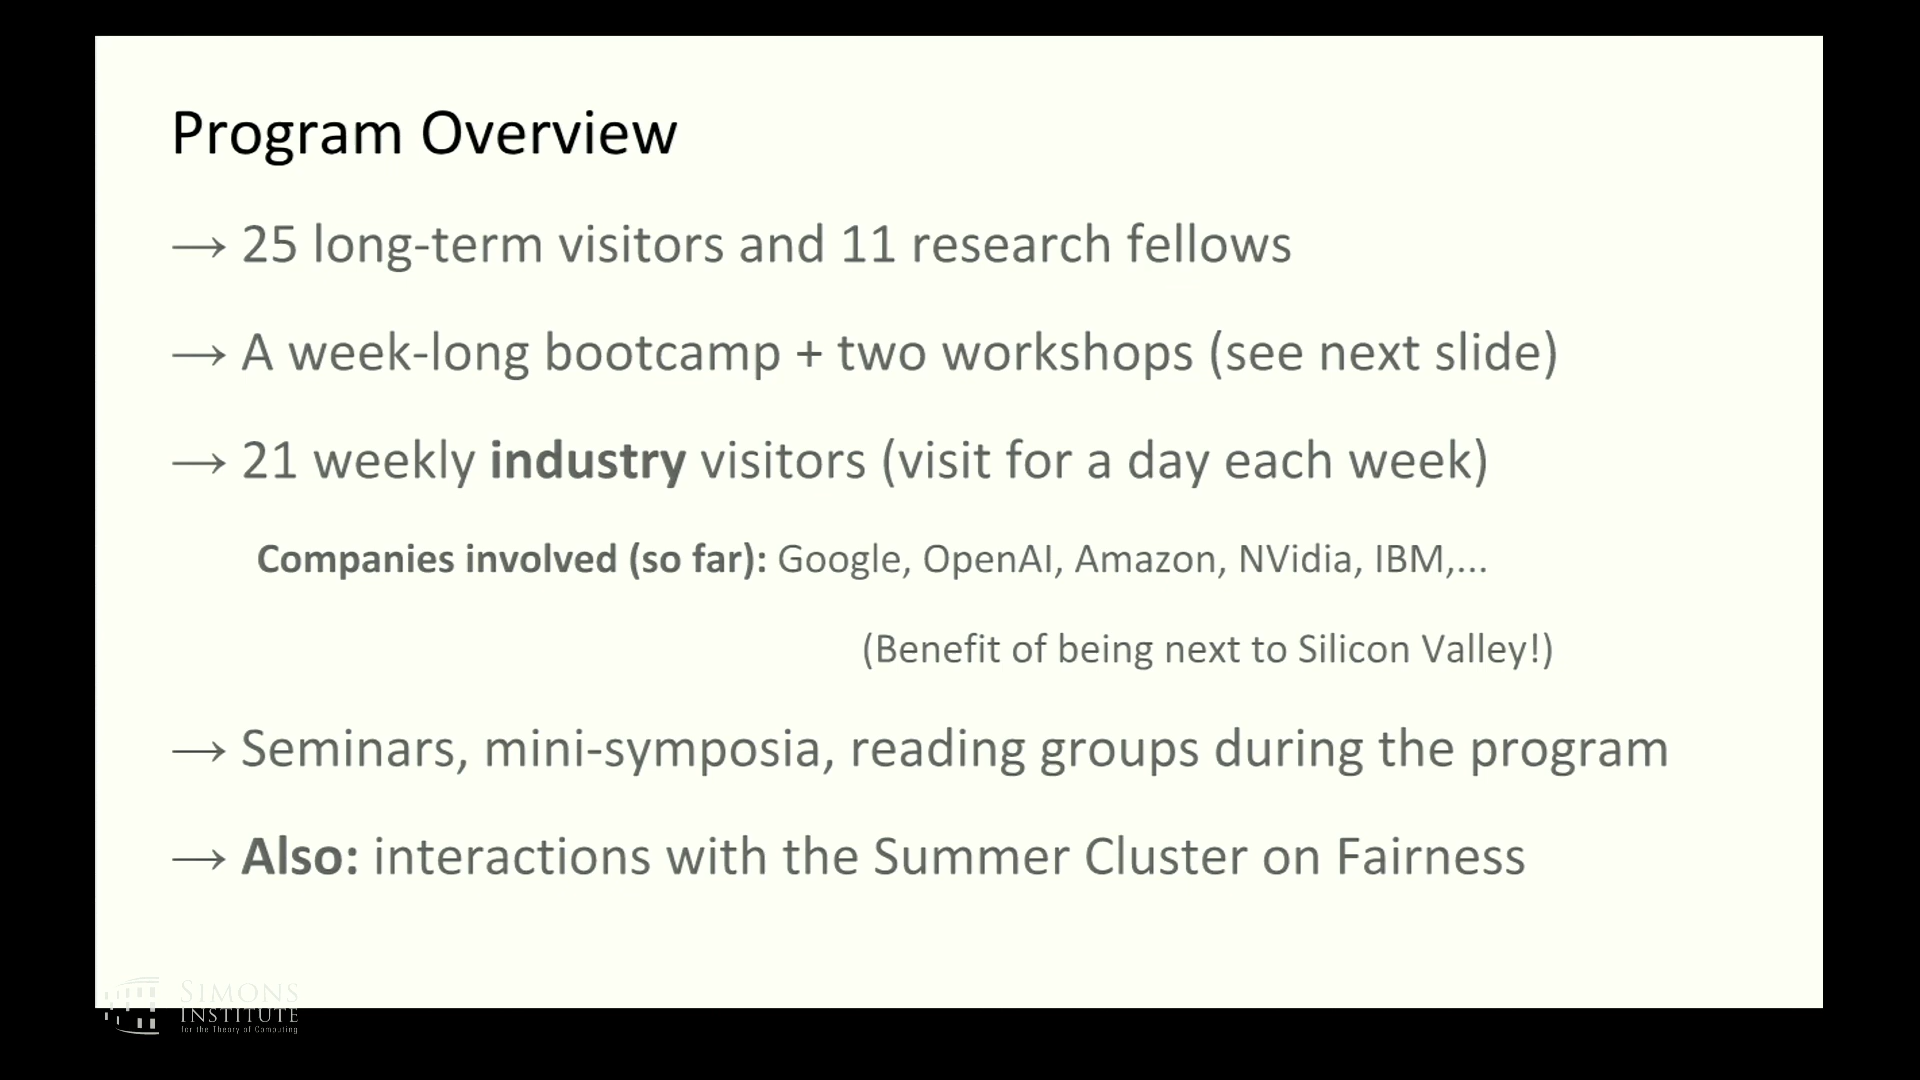 Program Overview
→ 25 long-term visitors and 11 research fellows
→ A week-long bootcamp + two workshops (see next slide)
→ 21 weekly industry visitors (visit for a day each week)
Companies involved (so far): Google, OpenAI, Amazon, NVidia, IBM,...
(Benefit of being next to Silicon Valley!)
→ Seminars, mini-symposia, reading groups during the program
→ Also: interactions with the Summer Cluster on Fairness
SIMONS
INSTITUTE
for the Theory of Computing